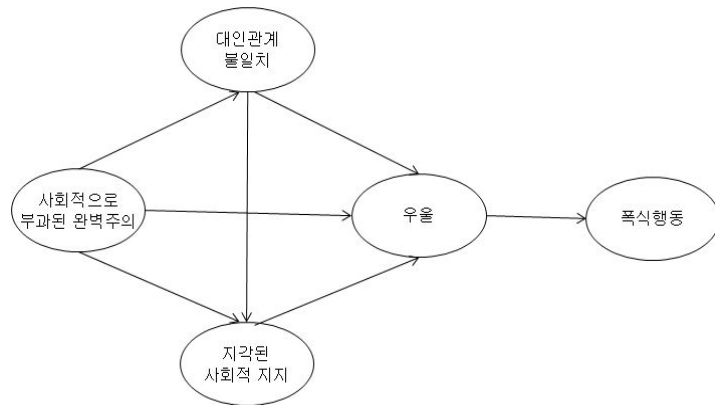 대인관계
불일치
사회적으로
부과된 완벽주의
우울
폭식행동
지각된
사회적 지지